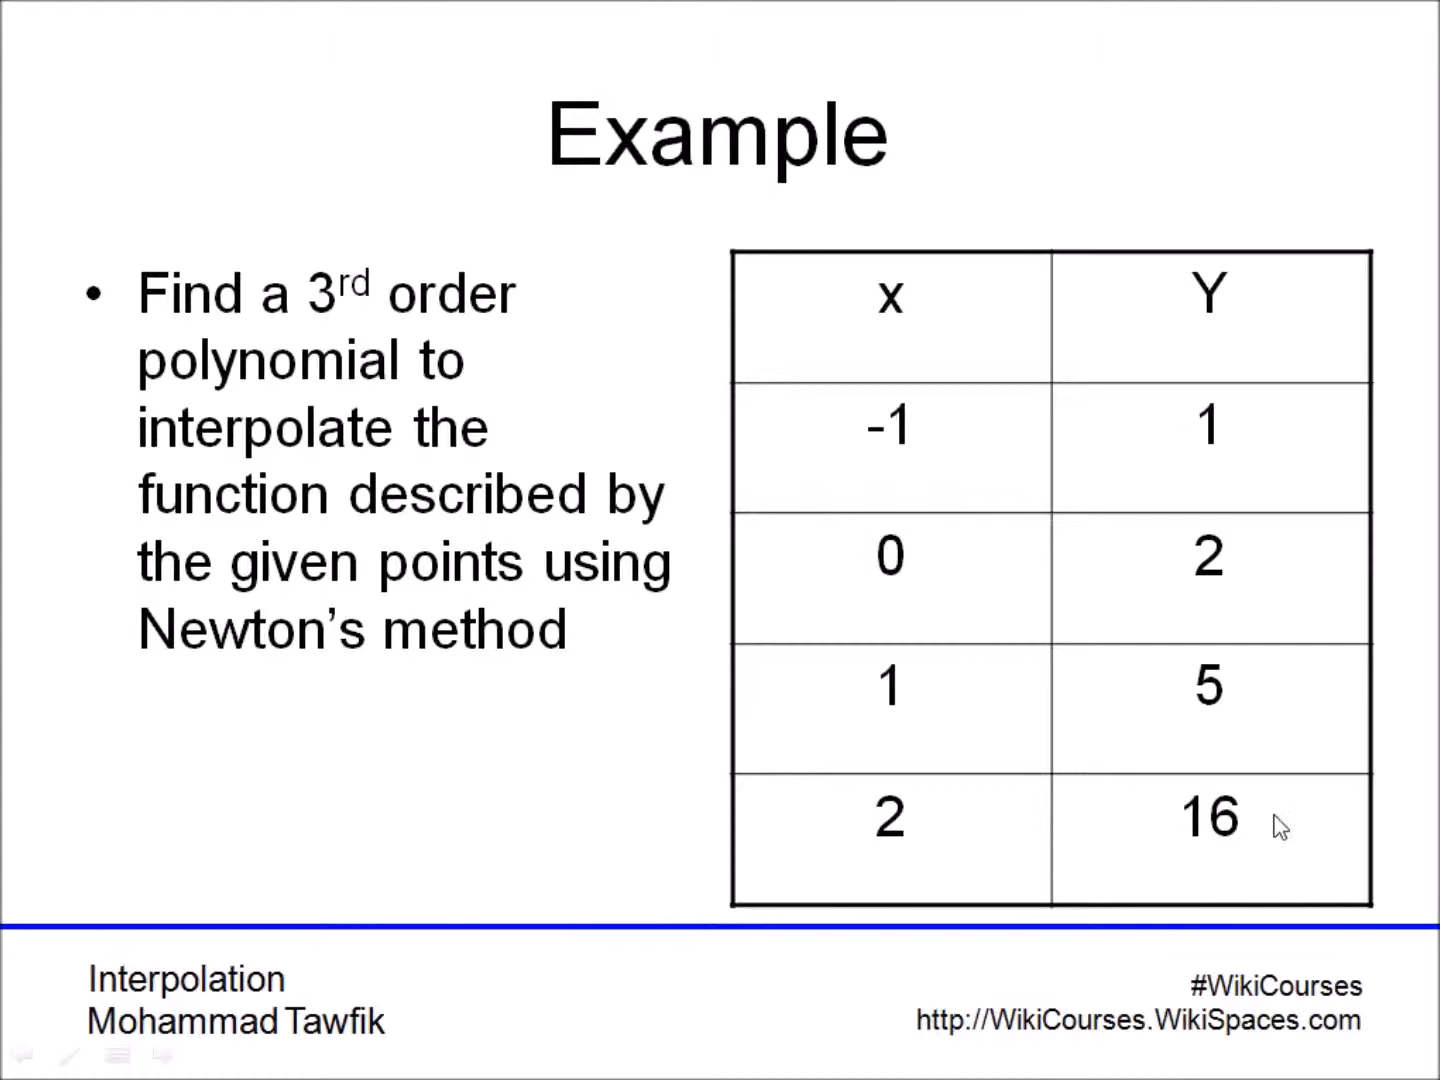 Example
• Find a 3rd order
polynomial to
interpolate the
function described by
the given points using
Newton’s method
x Y
-1 1
0 2
1 5
2 16
Interpolation
Mohammad Tawfik
#WikiCourses
http://WikiCourses.WikiSpaces.com